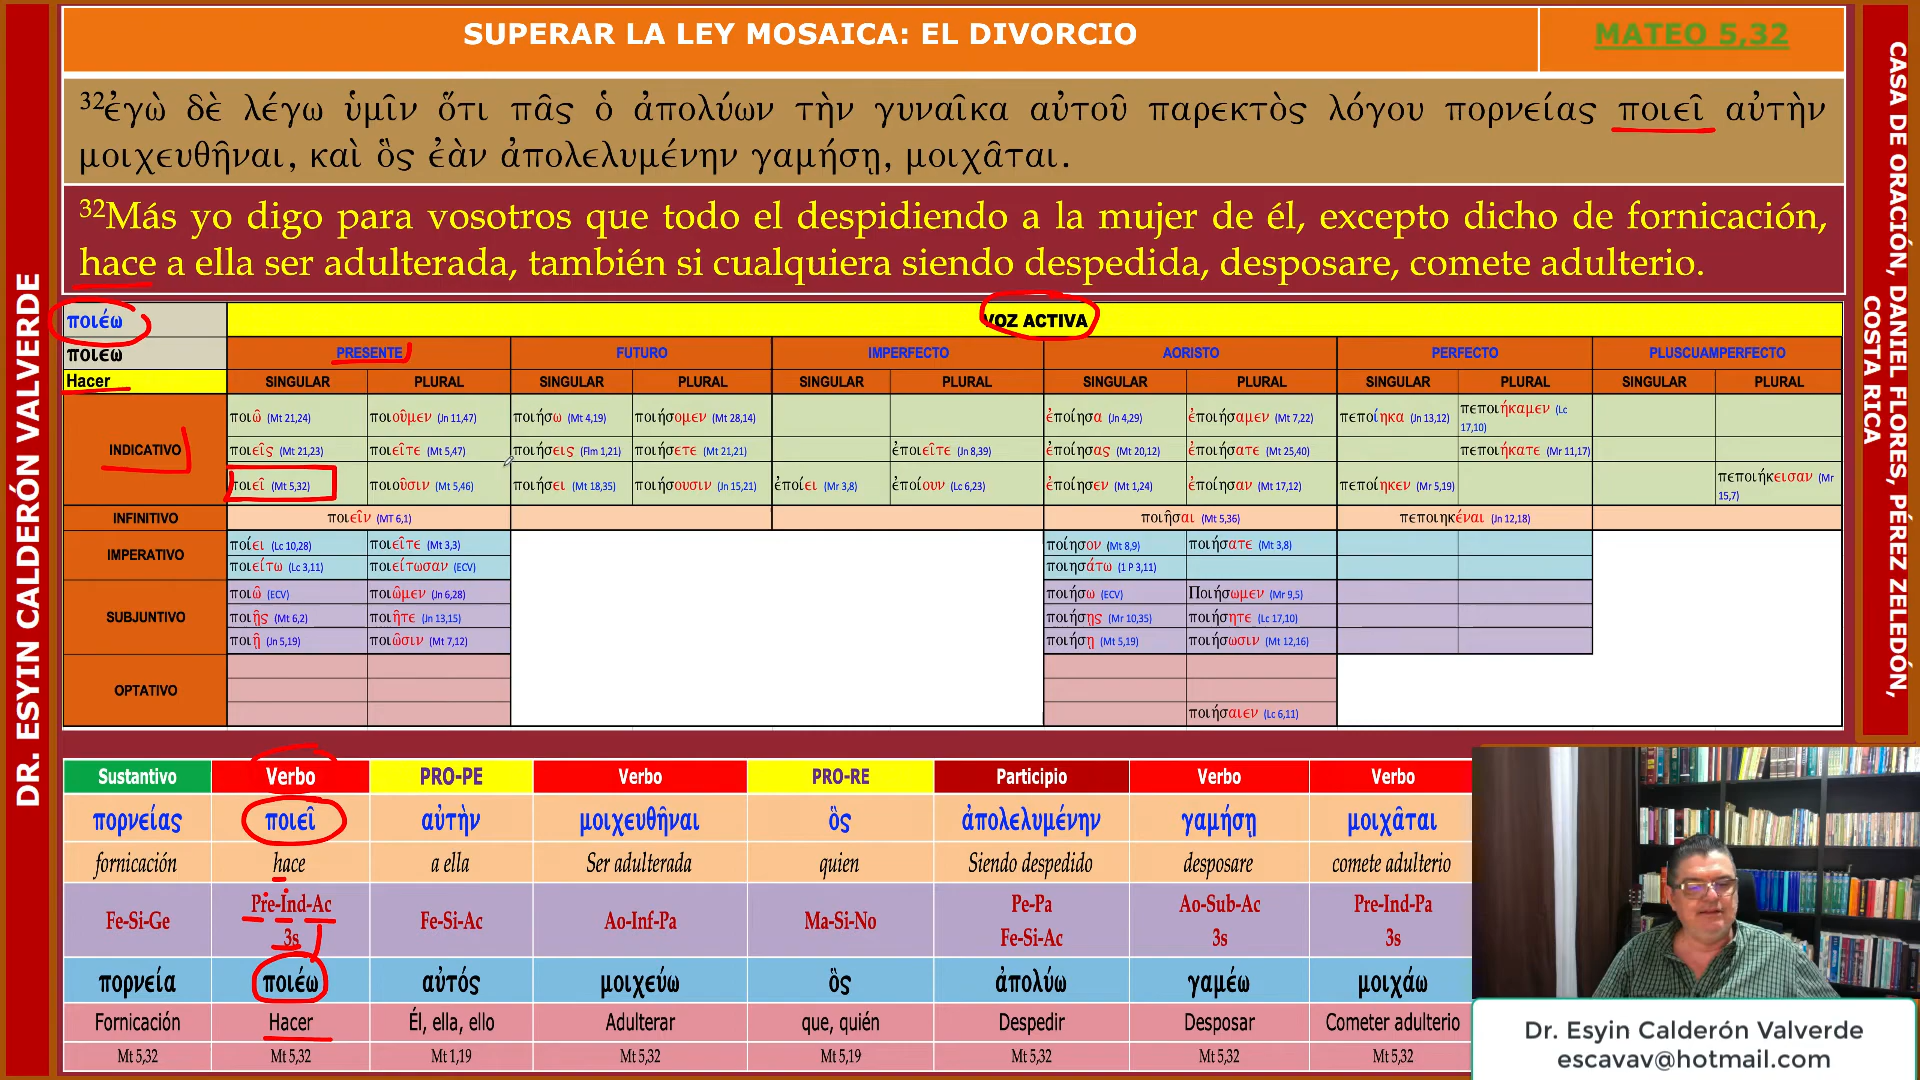 SUPERAR LA LEY MOSAICA: EL DIVORCIO
MATEO 5,32
32ἐγὼ δὲ λέγω ὑμῖν ὅτι πᾶς ὁ ἀπολύων τὴν γυναῖκα αὐτοῦ παρεκτὸς λόγου πορνείας ποιεῖ αὐτὴν
μοιχευθῆναι, καὶ ὃς ἐὰν ἀπολελυμένην γαμήσῃ, μοιχᾶται.
32Más yo digo para vosotros que todo el despidiendo a la mujer de él, excepto dicho de fornicación,
hace a ella ser adulterada, también si cualquiera siendo despedida, desposare, comete adulterio.
ποιέω VOZ ACTIVA
ποιεω PRESENTE FUTURO IMPERFECTO AORISTO PERFECTO PLUSCUAMPERFECTO
Hacer SINGULAR PLURAL SINGULAR PLURAL SINGULAR PLURAL SINGULAR PLURAL SINGULAR PLURAL SINGULAR PLURAL
INDICATIVO
ποιῶ (Mt 21,24) ποιοῦμεν (Jn 11,47) ποιήσω (Mt 4,19) ποιήσομεν (Mt 28,14) ἐποίησα (Jn 4,29) ἐποιήσαμεν (Mt 7,22) πεποίηκα (Jn 13,12) πεποιήκαμεν (Lc
17,10)
ποιεῖς (Mt 21,23) ποιεῖτε (Mt 5,47) ποιήσεις (Flm 1,21) ποιήσετε (Mt 21,21) ἐποιεῖτε (Jn 8,39) ἐποίησας (Mt 20,12) ἐποιήσατε (Mt 25,40) πεποιήκατε (Mr 11,17)
ποιεῖ (Mt 5,32) ποιοῦσιν (Mt 5,46) ποιήσει (Mt 18,35) ποιήσουσιν (Jn 15,21) ἐποίει (Mr 3,8) ἐποίουν (Lc 6,23) ἐποίησεν (Mt 1,24) ἐποίησαν (Mt 17,12) πεποίηκεν (Mr 5,19) πεποιήκεισαν (Mr
15,7)
INFINITIVO ποιεῖν (MT 6,1) ποιῆσαι (Mt 5,36) πεποιηκέναι (Jn 12,18)
IMPERATIVO
ποίει (Lc 10,28) ποιεῖτε (Mt 3,3) ποίησον (Mt 8,9) ποιήσατε (Mt 3,8)
ποιείτω (Lc 3,11) ποιείτωσαν (ECV) ποιησάτω (1 P 3,11)
SUBJUNTIVO
ποιῶ (ECV) ποιῶμεν (Jn 6,28) ποιήσω (ECV) Ποιήσωμεν (Mr 9,5)
ποιῇς (Mt 6,2) ποιῆτε (Jn 13,15) ποιήσῃς (Mr 10,35) ποιήσητε (Lc 17,10)
ποιῇ (Jn 5,19) ποιῶσιν (Mt 7,12) ποιήσῃ (Mt 5,19) ποιήσωσιν (Mt 12,16)
OPTATIVO
ποιήσαιεν (Lc 6,11)
Sustantivo Verbo PRO-PE Verbo PRO-RE Participio Verbo Verbo
πορνείας ποιεῖ αὐτὴν μοιχευθῆναι ὃς ἀπολελυμένην γαμήσῃ μοιχᾶται
fornicación hace a ella Ser adulterada quien Siendo despedido desposare comete adulterio
Fe-Si-Ge Pre-Ind-Ac Fe-Si-Ac Ao-Inf-Pa Ma-Si-No Pe-Pa Ao-Sub-Ac Pre-Ind-Pa
3s Fe-Si-Ac 3s 3s
πορνεία ποιέω αὐτός μοιχεύω ὃς ἀπολύω γαμέω μοιχάω
Fornicación Hacer Él, ella, ello Adulterar que, quién Despedir Desposar Cometer adulterio
Mt 5,32 Mt 5,32 Mt 1,19 Mt 5,32 Mt 5,19 Mt 5,32 Mt 5,32 Mt 5,32
DR. ESYIN CALDERÓN VALVERDE
CASA DE ORACIÓN, DANIEL FLORES, PÉREZ ZELEDÓN,
COSTA RICA
Dr. Esyin Calderón Valverde
escavav@hotmail.com